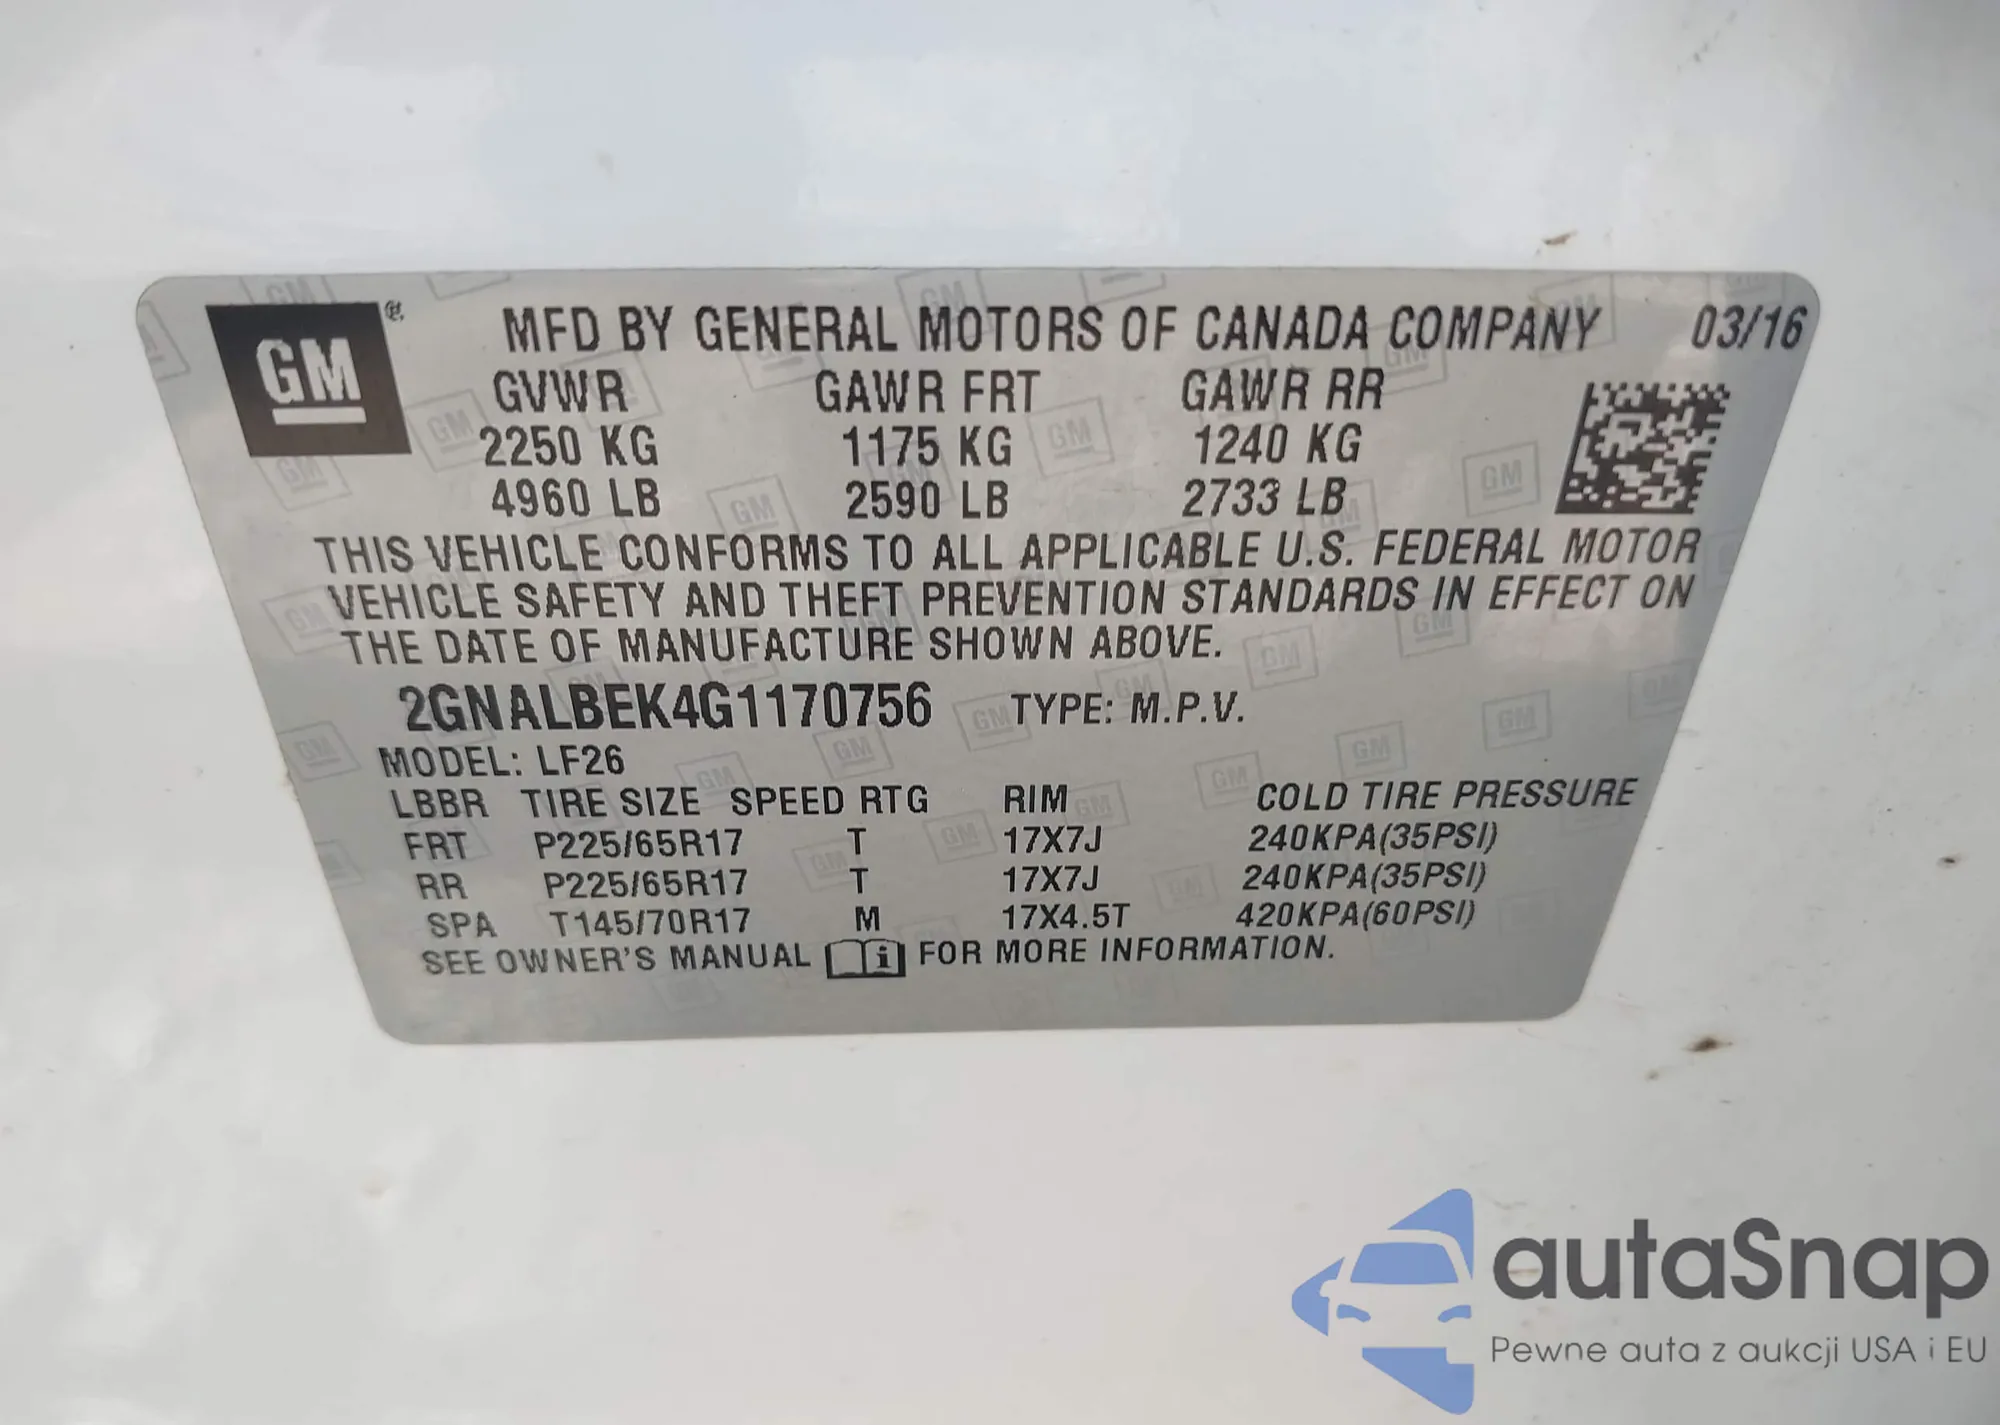 GM
MFD BY GENERAL MOTORS OF CANADA COMPANY 03/16
GVWR GAWR FRT GAWR RR
2250 KG 1175 KG 1240 KG
4960 LB 2590 LB 2733 LB
THIS VEHICLE CONFORMS TO ALL APPLICABLE U.S. FEDERAL MOTOR
VEHICLE SAFETY AND THEFT PREVENTION STANDARDS IN EFFECT ON
THE DATE OF MANUFACTURE SHOWN ABOVE.
2GNALBEK4G1170756 TYPE: M.P.V.
MODEL: LF26
LBBR TIRE SIZE SPEED RTG RIM COLD TIRE PRESSURE
FRT P225/65R17 T 17X7J 240KPA(35PSI)
RR P225/65R17 T 17X7J 240KPA(35PSI)
SPA T145/70R17 M 17X4.5T 420KPA(60PSI)
SEE OWNER'S MANUAL i FOR MORE INFORMATION.
autaSnap
Pewne auta z aukcji USA i EU